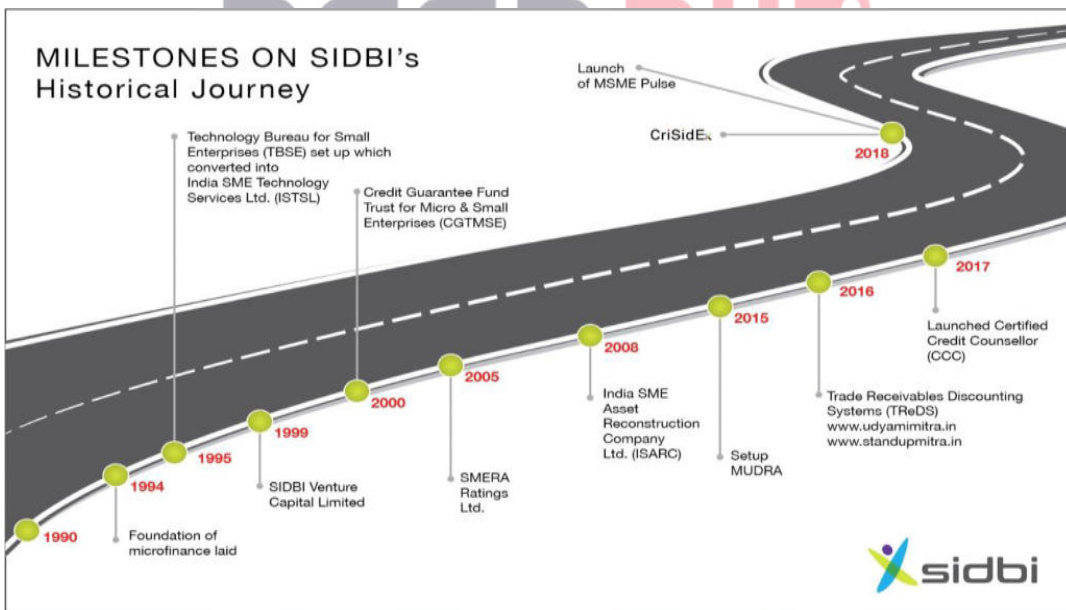 MILESTONES ON SIDBI's
Historical Journey
1990
1994
Foundation of
microfinance laid
1995
Technology Bureau for Small
Enterprises (TBSE) set up which
converted into
India SME Technology
Services Ltd. (ISTSL)
1999
SIDBI Venture
Capital Limited
2000
Credit Guarantee Fund
Trust for Micro & Small
Enterprises (CGTMSE)
2005
SMERA
Ratings
Ltd.
2008
India SME
Asset
Reconstruction
Company
Ltd. (ISARC)
2015
Setup
MUDRA
2016
Trade Receivables Discounting
Systems (TReDS)
www.udyamimitra.in
www.standupmitra.in
2017
Launched Certified
Credit Counsellor
(CCC)
2018
Launch
of MSME Pulse
CriSidEx
sidbi